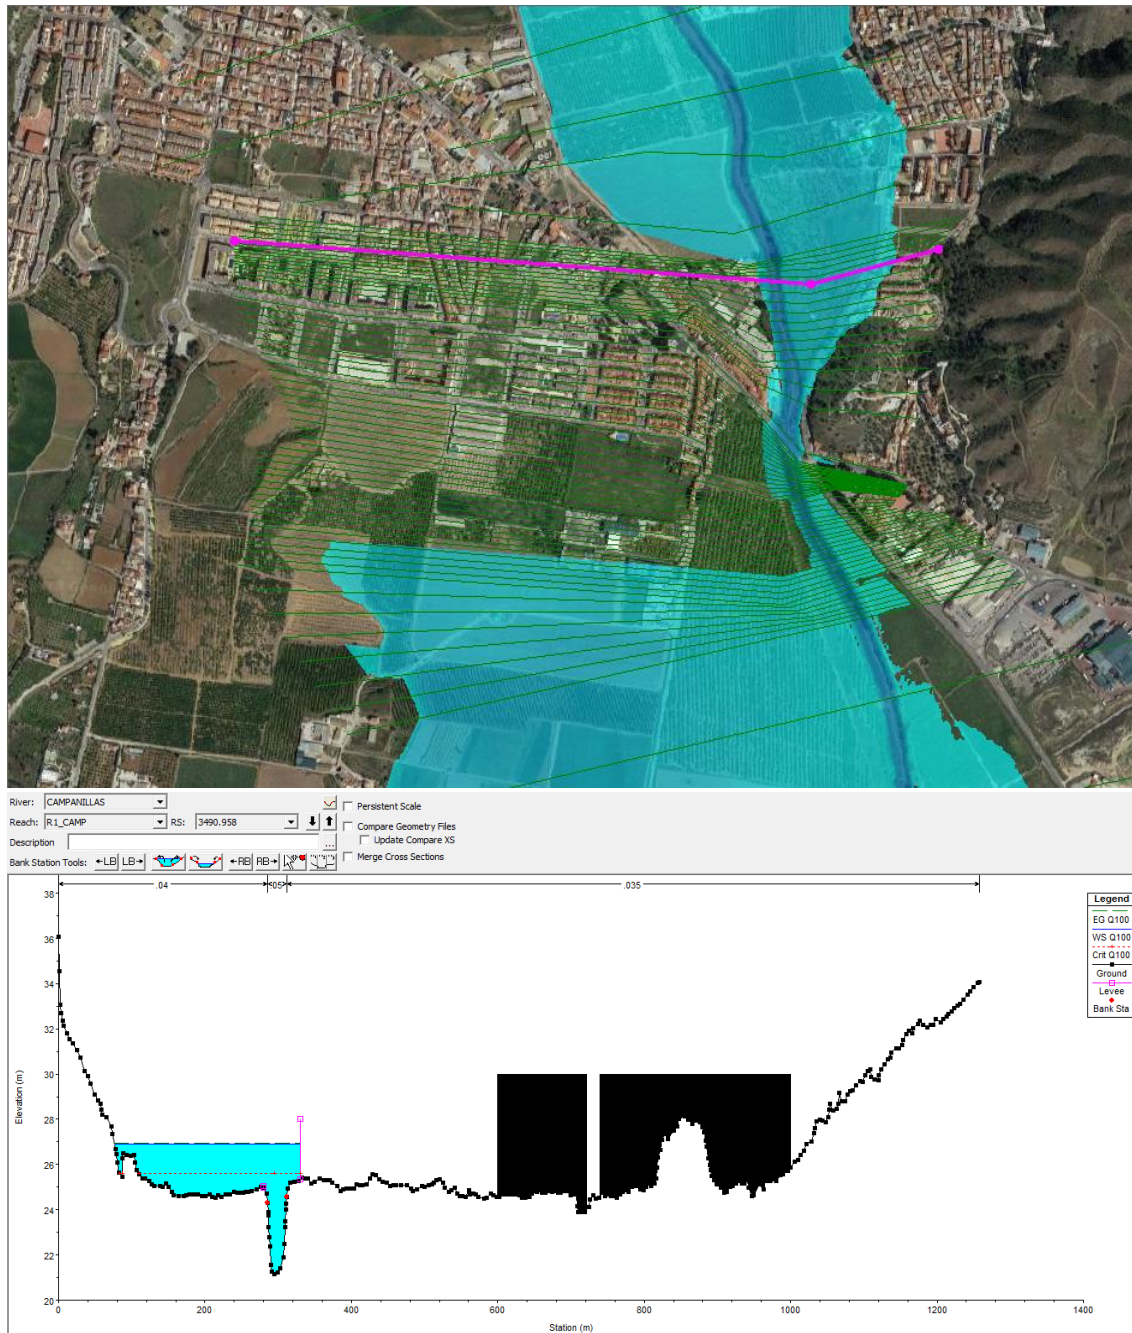 River: CAMPANILLAS
Persistent Scale
Reach: R1_CAMP RS: 3490.958
Compare Geometry Files
Update Compare XS
Description ...
Merge Cross Sections
Bank Station Tools: ←LB LB→ ←RB RB→
.04 .05 .035
Legend
EG Q100
WS Q100
Crit Q100
Ground
Levee
Bank Sta
38
36
34
32
30
28
26
24
22
20
Elevation (m)
0 200 400 600 800 1000 1200 1400
Station (m)